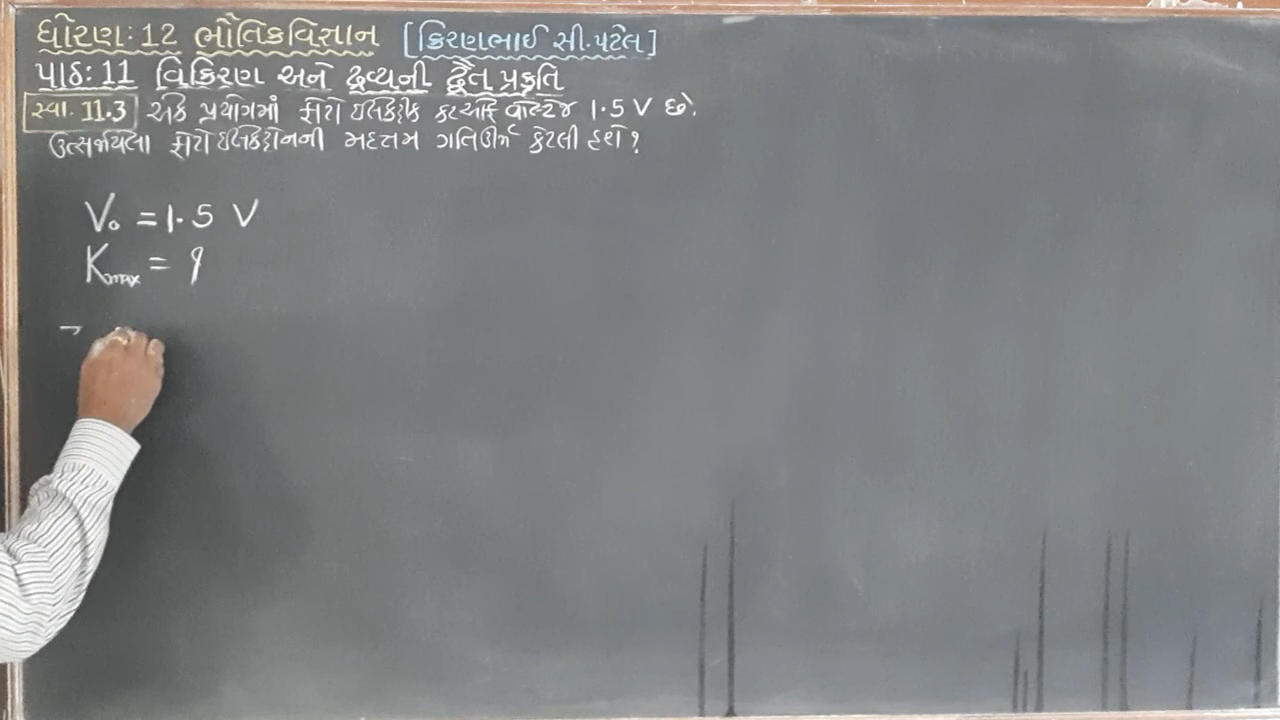 ધોરણ: 12 ભૌતિકવિજ્ઞાન [કિરણભાઈ સી. પટેલ]
પાઠ: 11 વિકિરણ અને દ્રવ્યની દ્વૈત પ્રકૃતિ
સ્વા. 11.3 એક પ્રયોગમાં ફોટો ઇલેક્ટ્રીક કટઑફ વોલ્ટેજ 1.5 V છે.
ઉત્સર્જાયેલા ફોટોઇલેક્ટ્રોનની મહત્તમ ગતિઊર્જા કેટલી હશે?
V₀ = 1.5 V
Kmax = ?